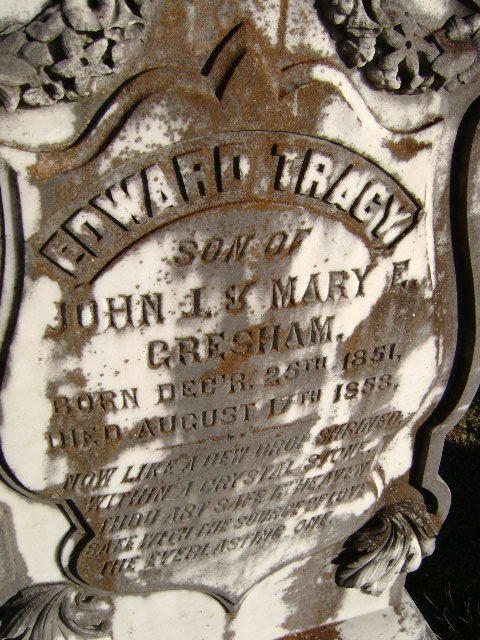 EDWARD TRACY
SON OF
JOHN J. & MARY E.
GRESHAM.
BORN DEC'R. 25TH 1851,
DIED AUGUST 17TH 1853.
NOW LIKE A DEW DROP SHRINED
WITHIN A CRYSTAL STONE
THOU ART SAFE IN HEAVEN
SAFE WITH THE SOURCE OF LOVE
THE EVERLASTING ONE.